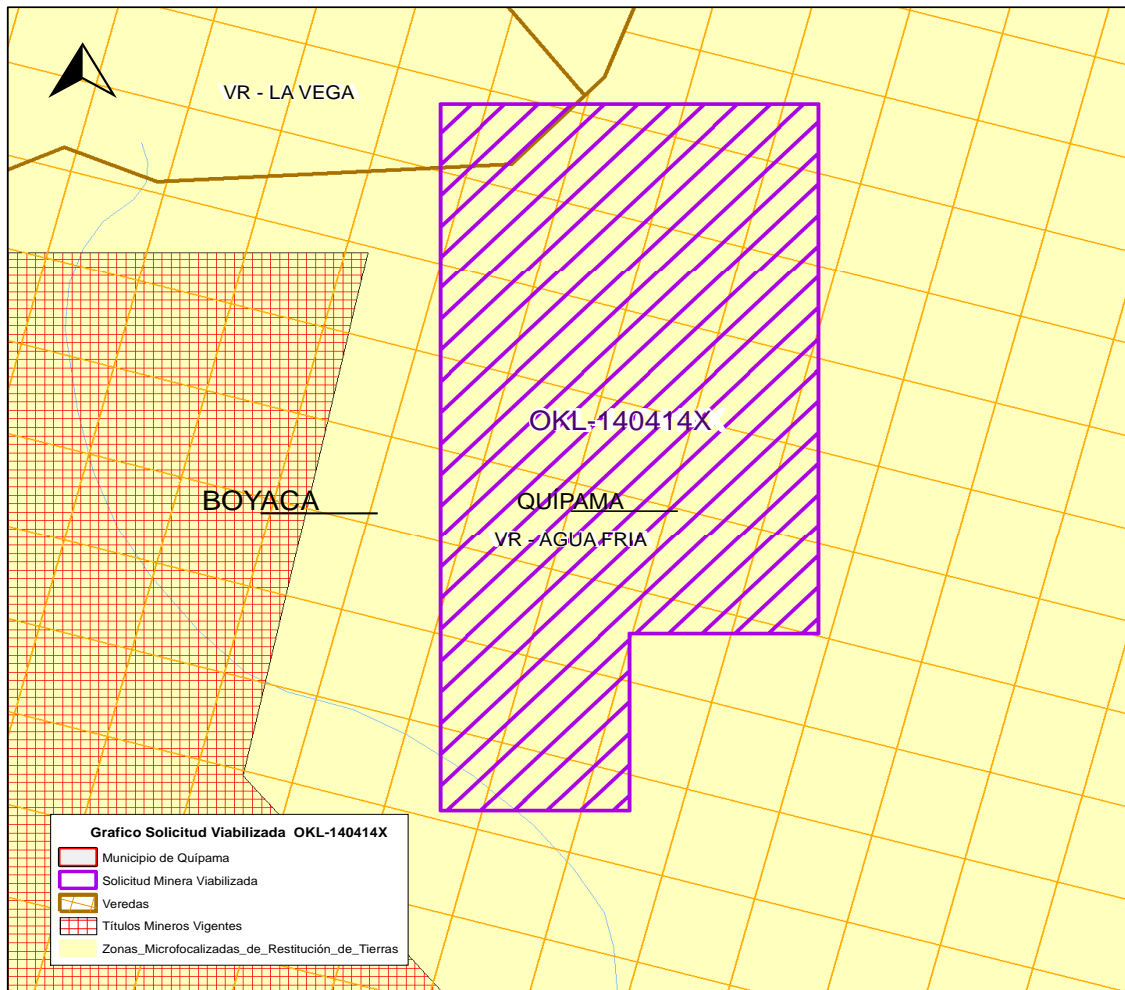 VR - LA VEGA
OKL-140414X
BOYACA
QUÍPAMA
VR - AGUA FRIA
Grafico Solicitud Viabilizada OKL-140414X
Municipio de Quípama
Solicitud Minera Viabilizada
Veredas
Títulos Mineros Vigentes
Zonas_Microfocalizadas_de_Restitución_de_Tierras